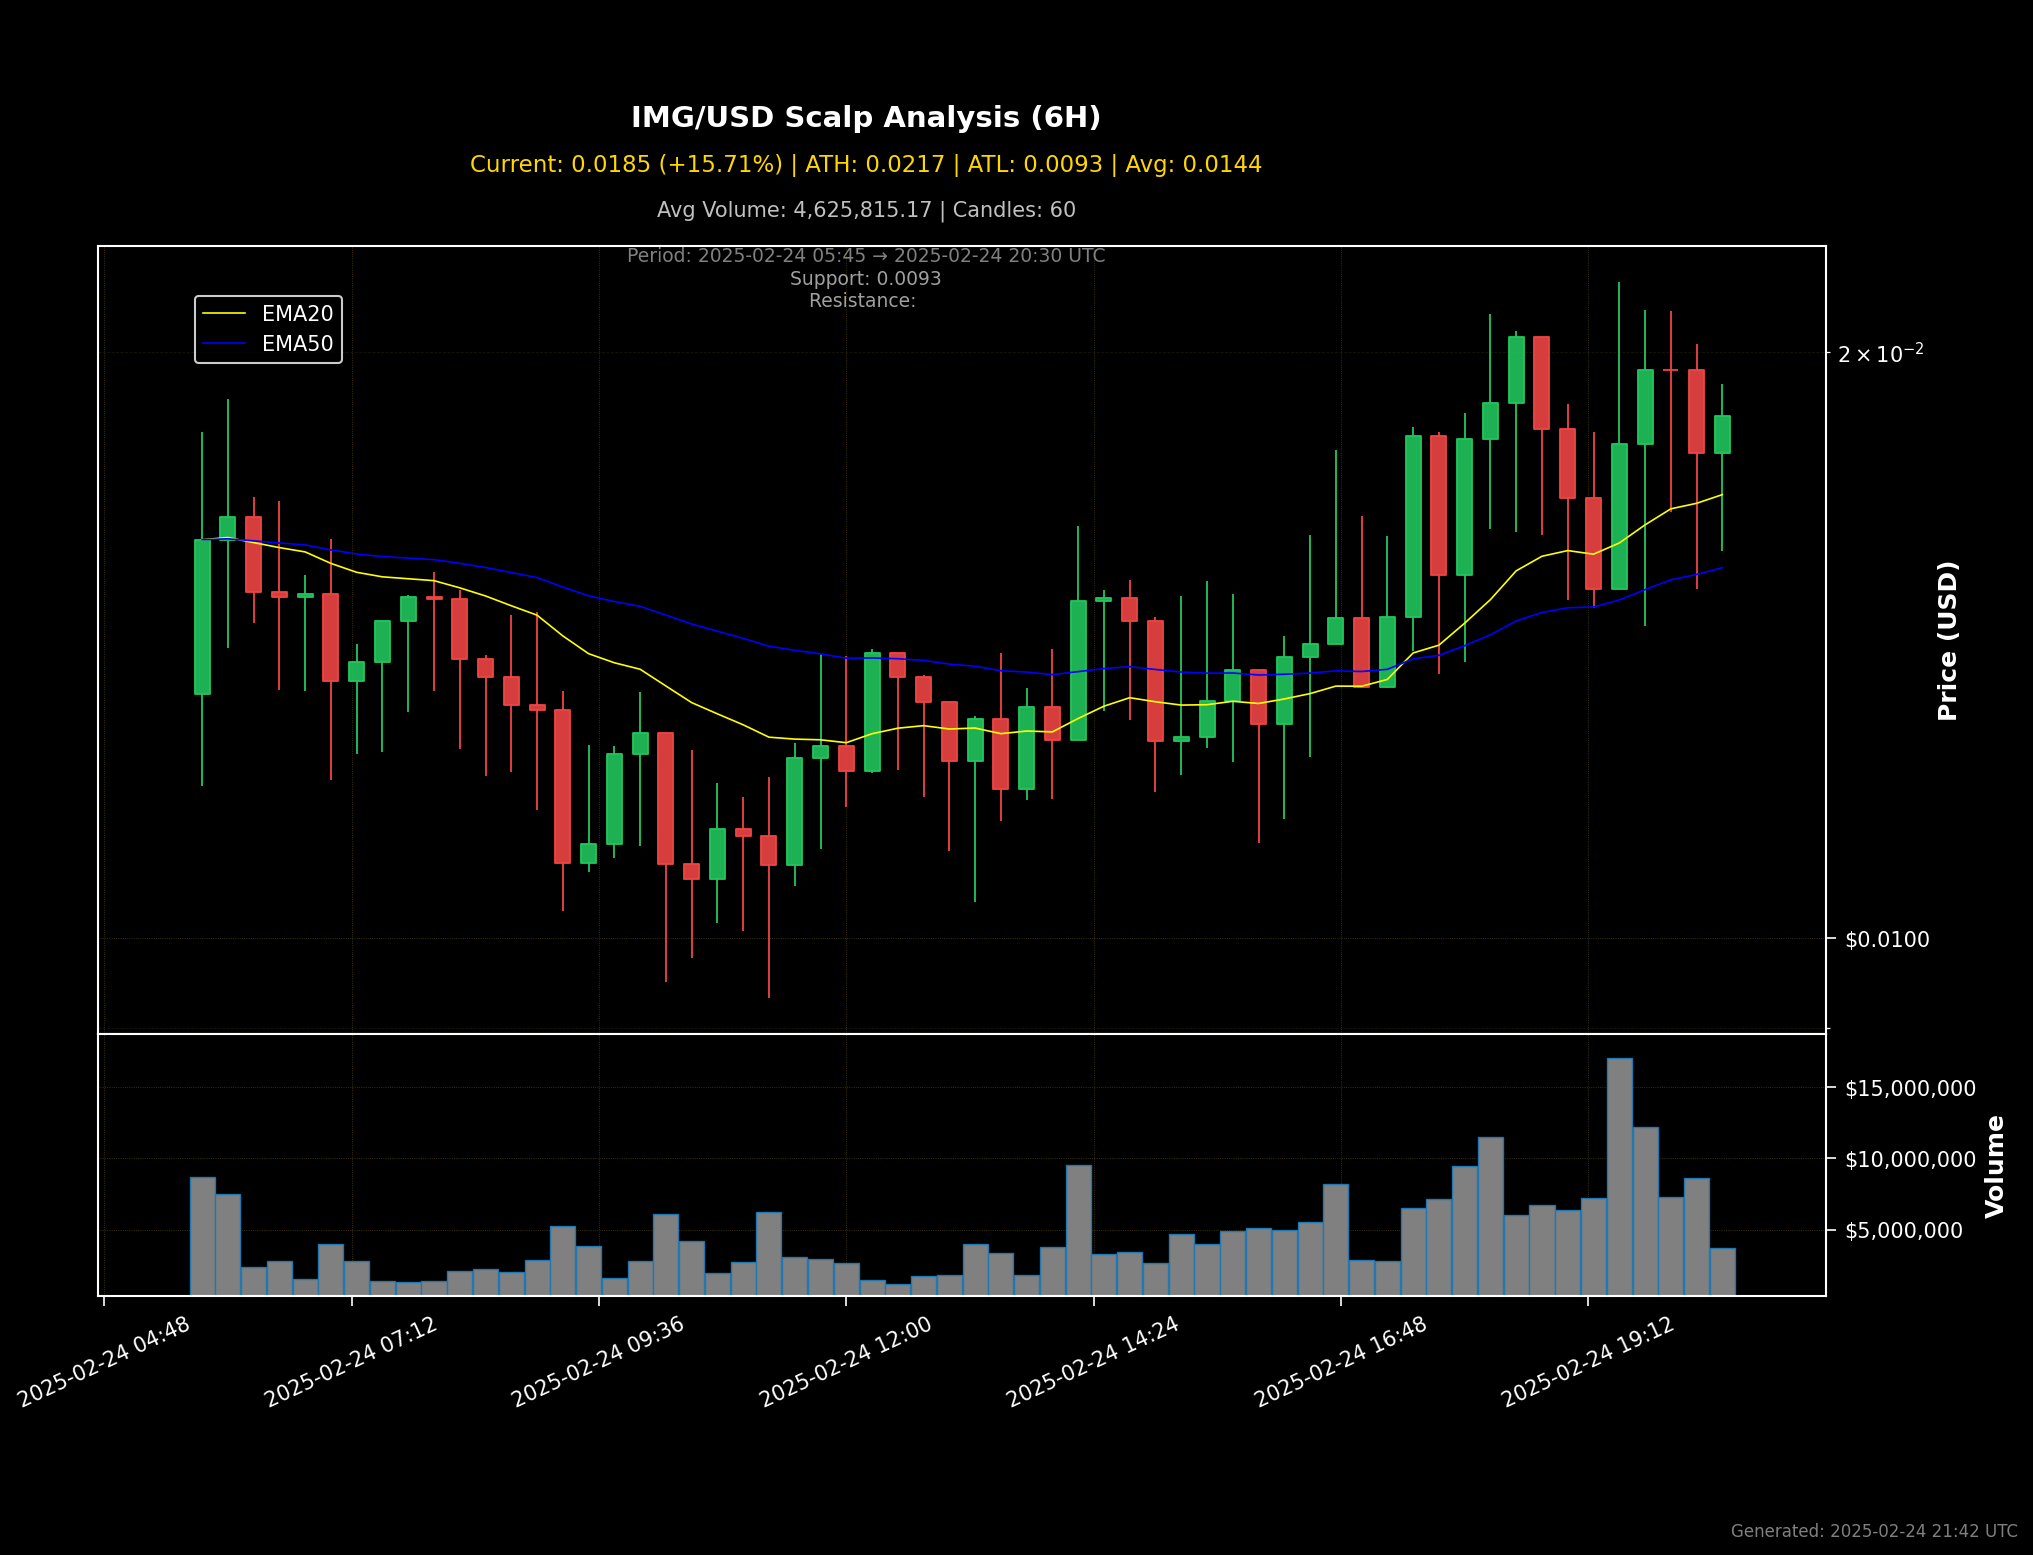 IMG/USD Scalp Analysis (6H)
Current: 0.0185 (+15.71%) | ATH: 0.0217 | ATL: 0.0093 | Avg: 0.0144
Avg Volume: 4,625,815.17 | Candles: 60
Period: 2025-02-24 05:45 → 2025-02-24 20:30 UTC
Support: 0.0093
Resistance:
EMA20
EMA50
2 × 10⁻²
$0.0100
Price (USD)
$15,000,000
$10,000,000
$5,000,000
Volume
2025-02-24 04:48
2025-02-24 07:12
2025-02-24 09:36
2025-02-24 12:00
2025-02-24 14:24
2025-02-24 16:48
2025-02-24 19:12
Generated: 2025-02-24 21:42 UTC